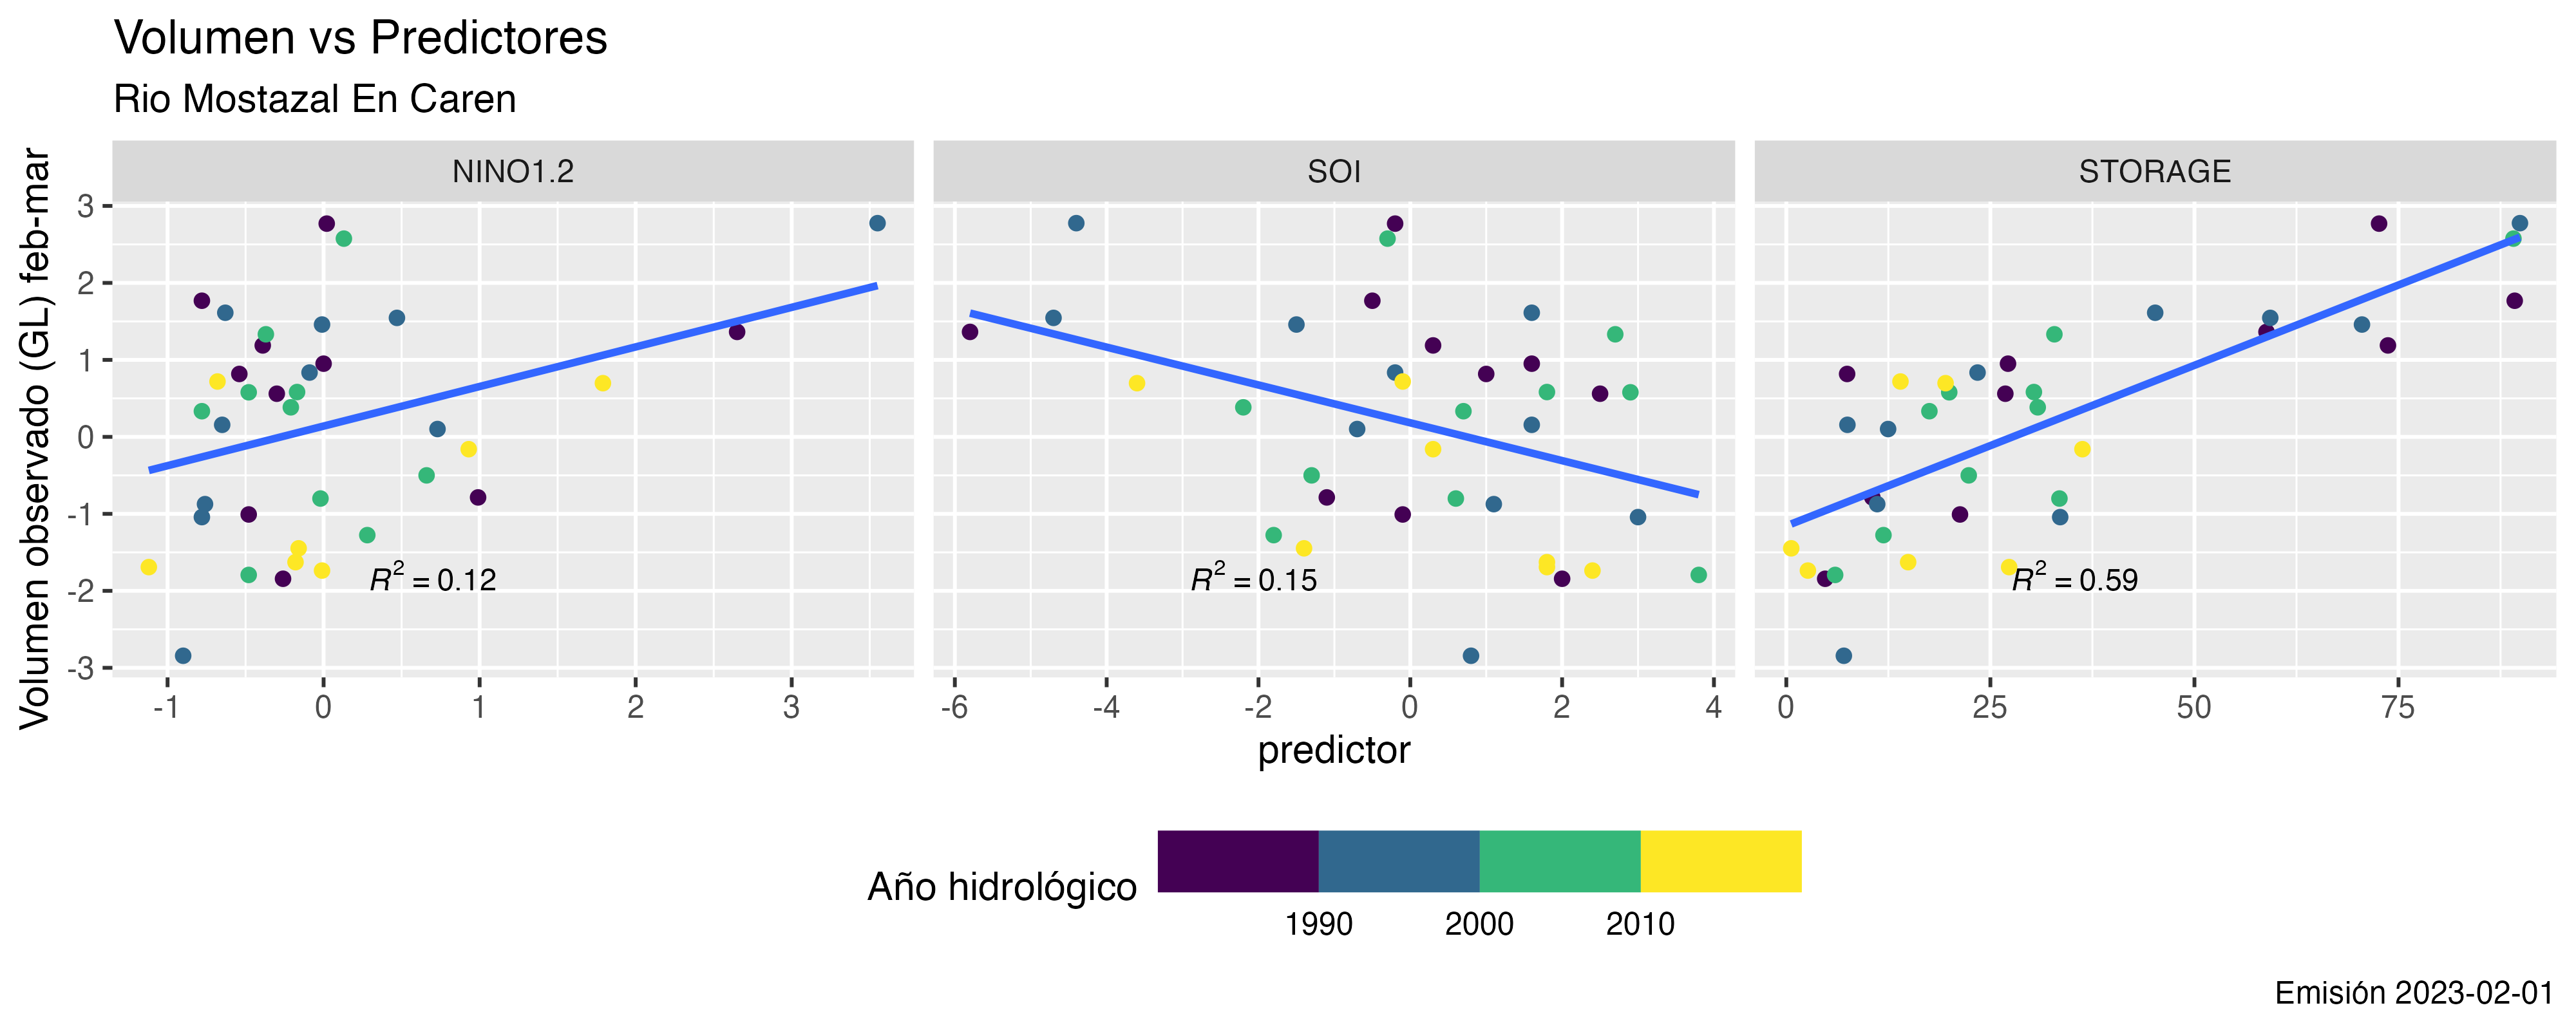 Volumen vs Predictores
Rio Mostazal En Caren
NINO1.2 SOI STORAGE
Volumen observado (GL) feb-mar
3
2
1
0
-1
-2
-3
R² = 0.12 R² = 0.15 R² = 0.59
-1 0 1 2 3 -6 -4 -2 0 2 4 0 25 50 75
predictor
Año hidrológico
1990 2000 2010
Emisión 2023-02-01